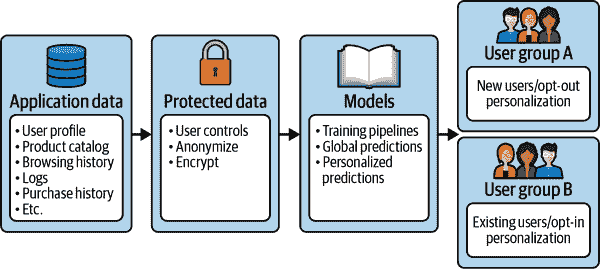 Application data
• User profile
• Product catalog
• Browsing history
• Logs
• Purchase history
• Etc.
Protected data
• User controls
• Anonymize
• Encrypt
Models
• Training pipelines
• Global predictions
• Personalized
predictions
User group A
New users/opt-out
personalization
User group B
Existing users/opt-in
personalization